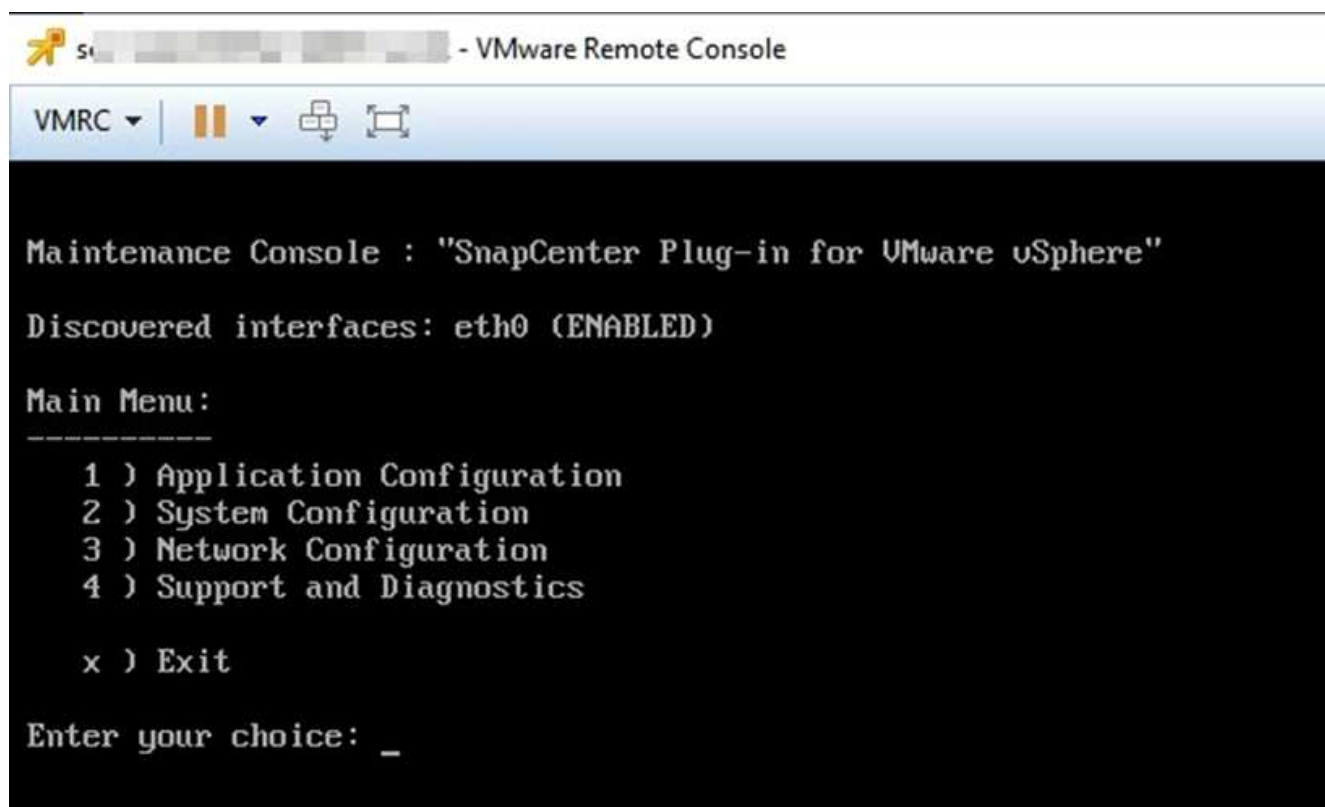 - VMware Remote Console
VMRC
Maintenance Console : "SnapCenter Plug-in for VMware vSphere"
Discovered interfaces: eth0 (ENABLED)
Main Menu:
----------
1 ) Application Configuration
2 ) System Configuration
3 ) Network Configuration
4 ) Support and Diagnostics
x ) Exit
Enter your choice: _